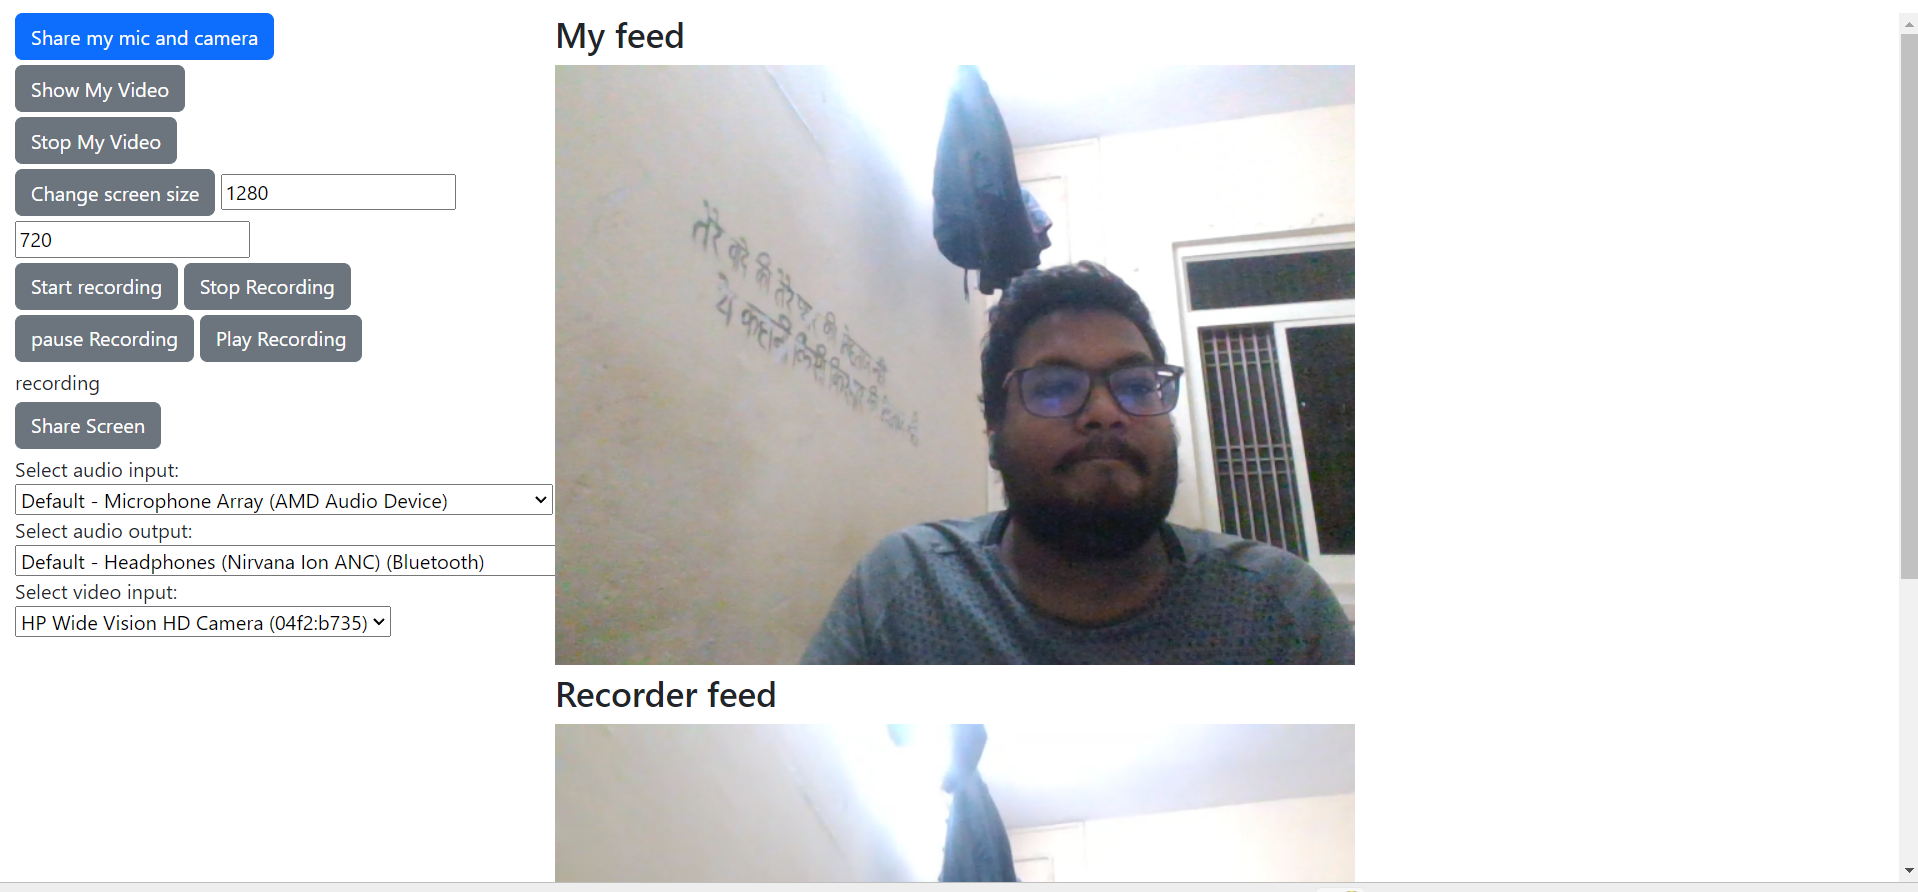 Share my mic and camera
Show My Video
Stop My Video
Change screen size 1280
720
Start recording Stop Recording
pause Recording Play Recording
recording
Share Screen
Select audio input:
Default - Microphone Array (AMD Audio Device)
Select audio output:
Default - Headphones (Nirvana Ion ANC) (Bluetooth)
Select video input:
HP Wide Vision HD Camera (04f2:b735)
My feed
तेरे बारे की तेरे की
ये कहानी किसी की
Recorder feed